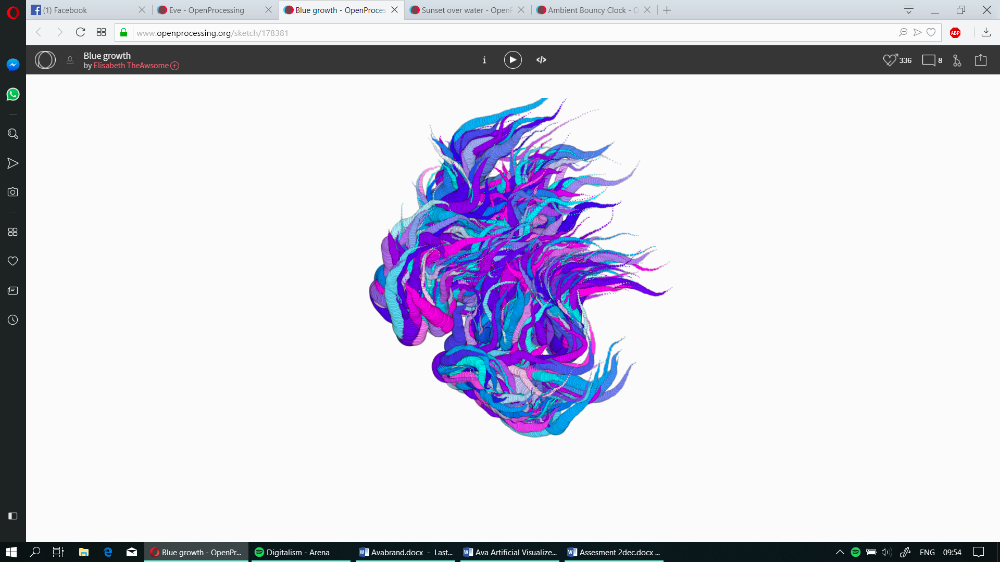 (1) Facebook
Eve - OpenProcessing
Blue growth - OpenProces
Sunset over water - OpenP
Ambient Bouncy Clock - O
www.openprocessing.org/sketch/178381
ABP
Blue growth
by Elisabeth TheAwsome
i
</>
336
8
Blue growth - OpenPr...
Digitalism - Arena
Avabrand.docx - Last...
Ava Artificial Visualize...
Assesment 2dec.docx ...
ENG
09:54